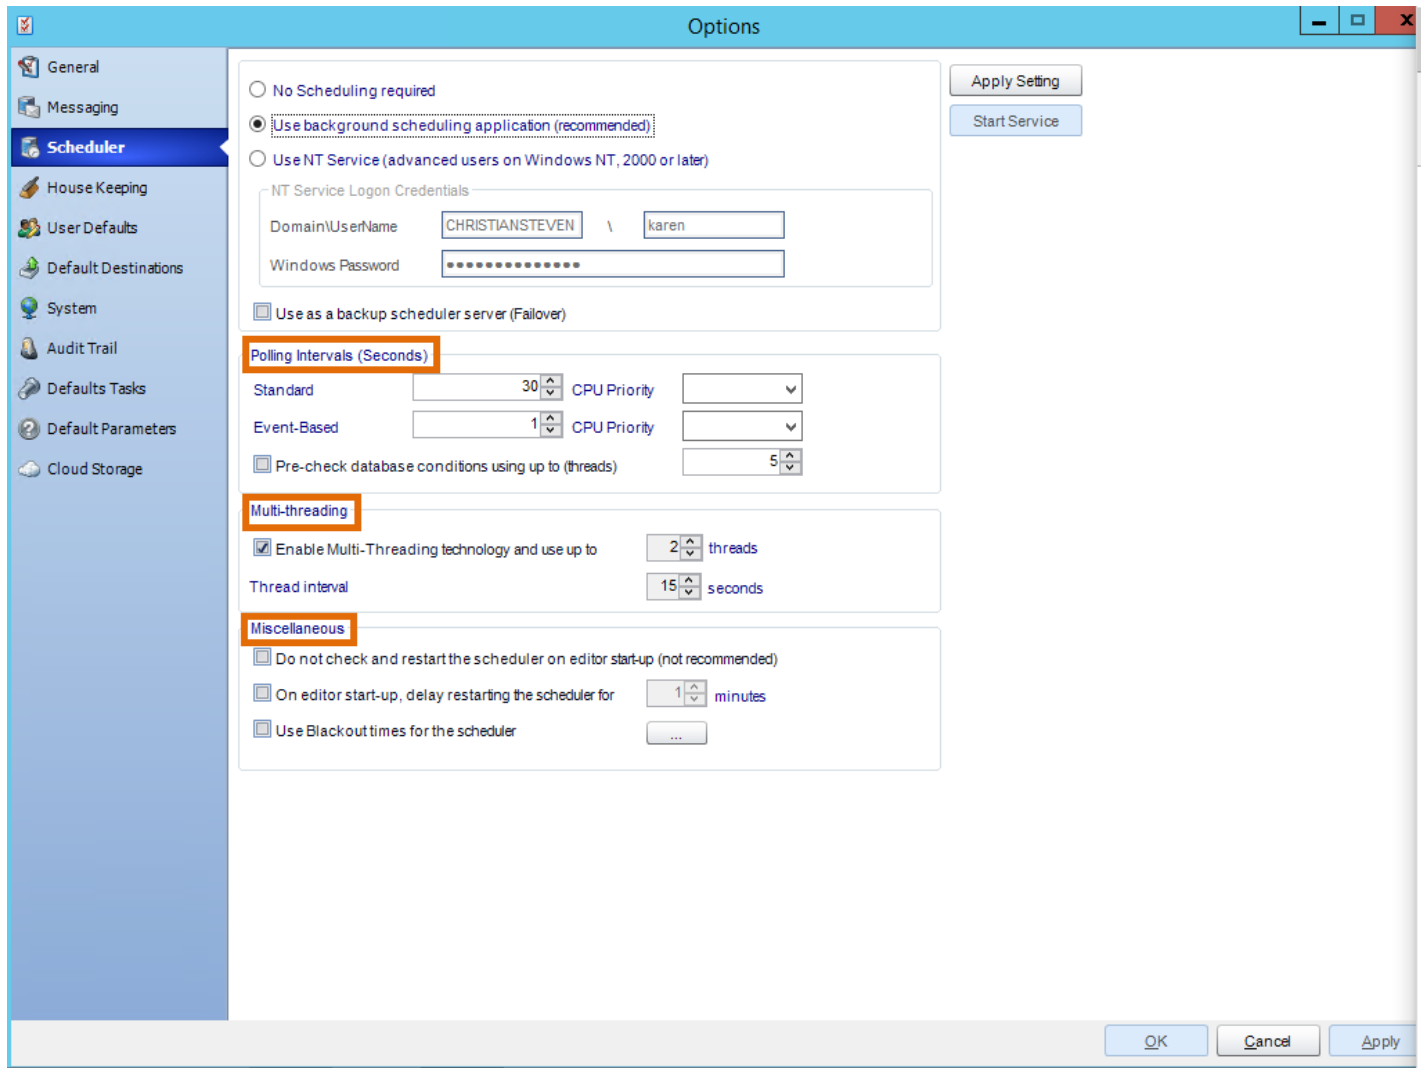 Options
General
Messaging
Scheduler
House Keeping
User Defaults
Default Destinations
System
Audit Trail
Defaults Tasks
Default Parameters
Cloud Storage
No Scheduling required
Use background scheduling application (recommended)
Use NT Service (advanced users on Windows NT, 2000 or later)
NT Service Logon Credentials
Domain\UserName CHRISTIANSTEVEN \ karen
Windows Password ••••••••••••••
Use as a backup scheduler server (Failover)
Apply Setting
Start Service
Polling Intervals (Seconds)
Standard 30 CPU Priority
Event-Based 1 CPU Priority
Pre-check database conditions using up to (threads) 5
Multi-threading
Enable Multi-Threading technology and use up to 2 threads
Thread interval 15 seconds
Miscellaneous
Do not check and restart the scheduler on editor start-up (not recommended)
On editor start-up, delay restarting the scheduler for 1 minutes
Use Blackout times for the scheduler ...
OK Cancel Apply